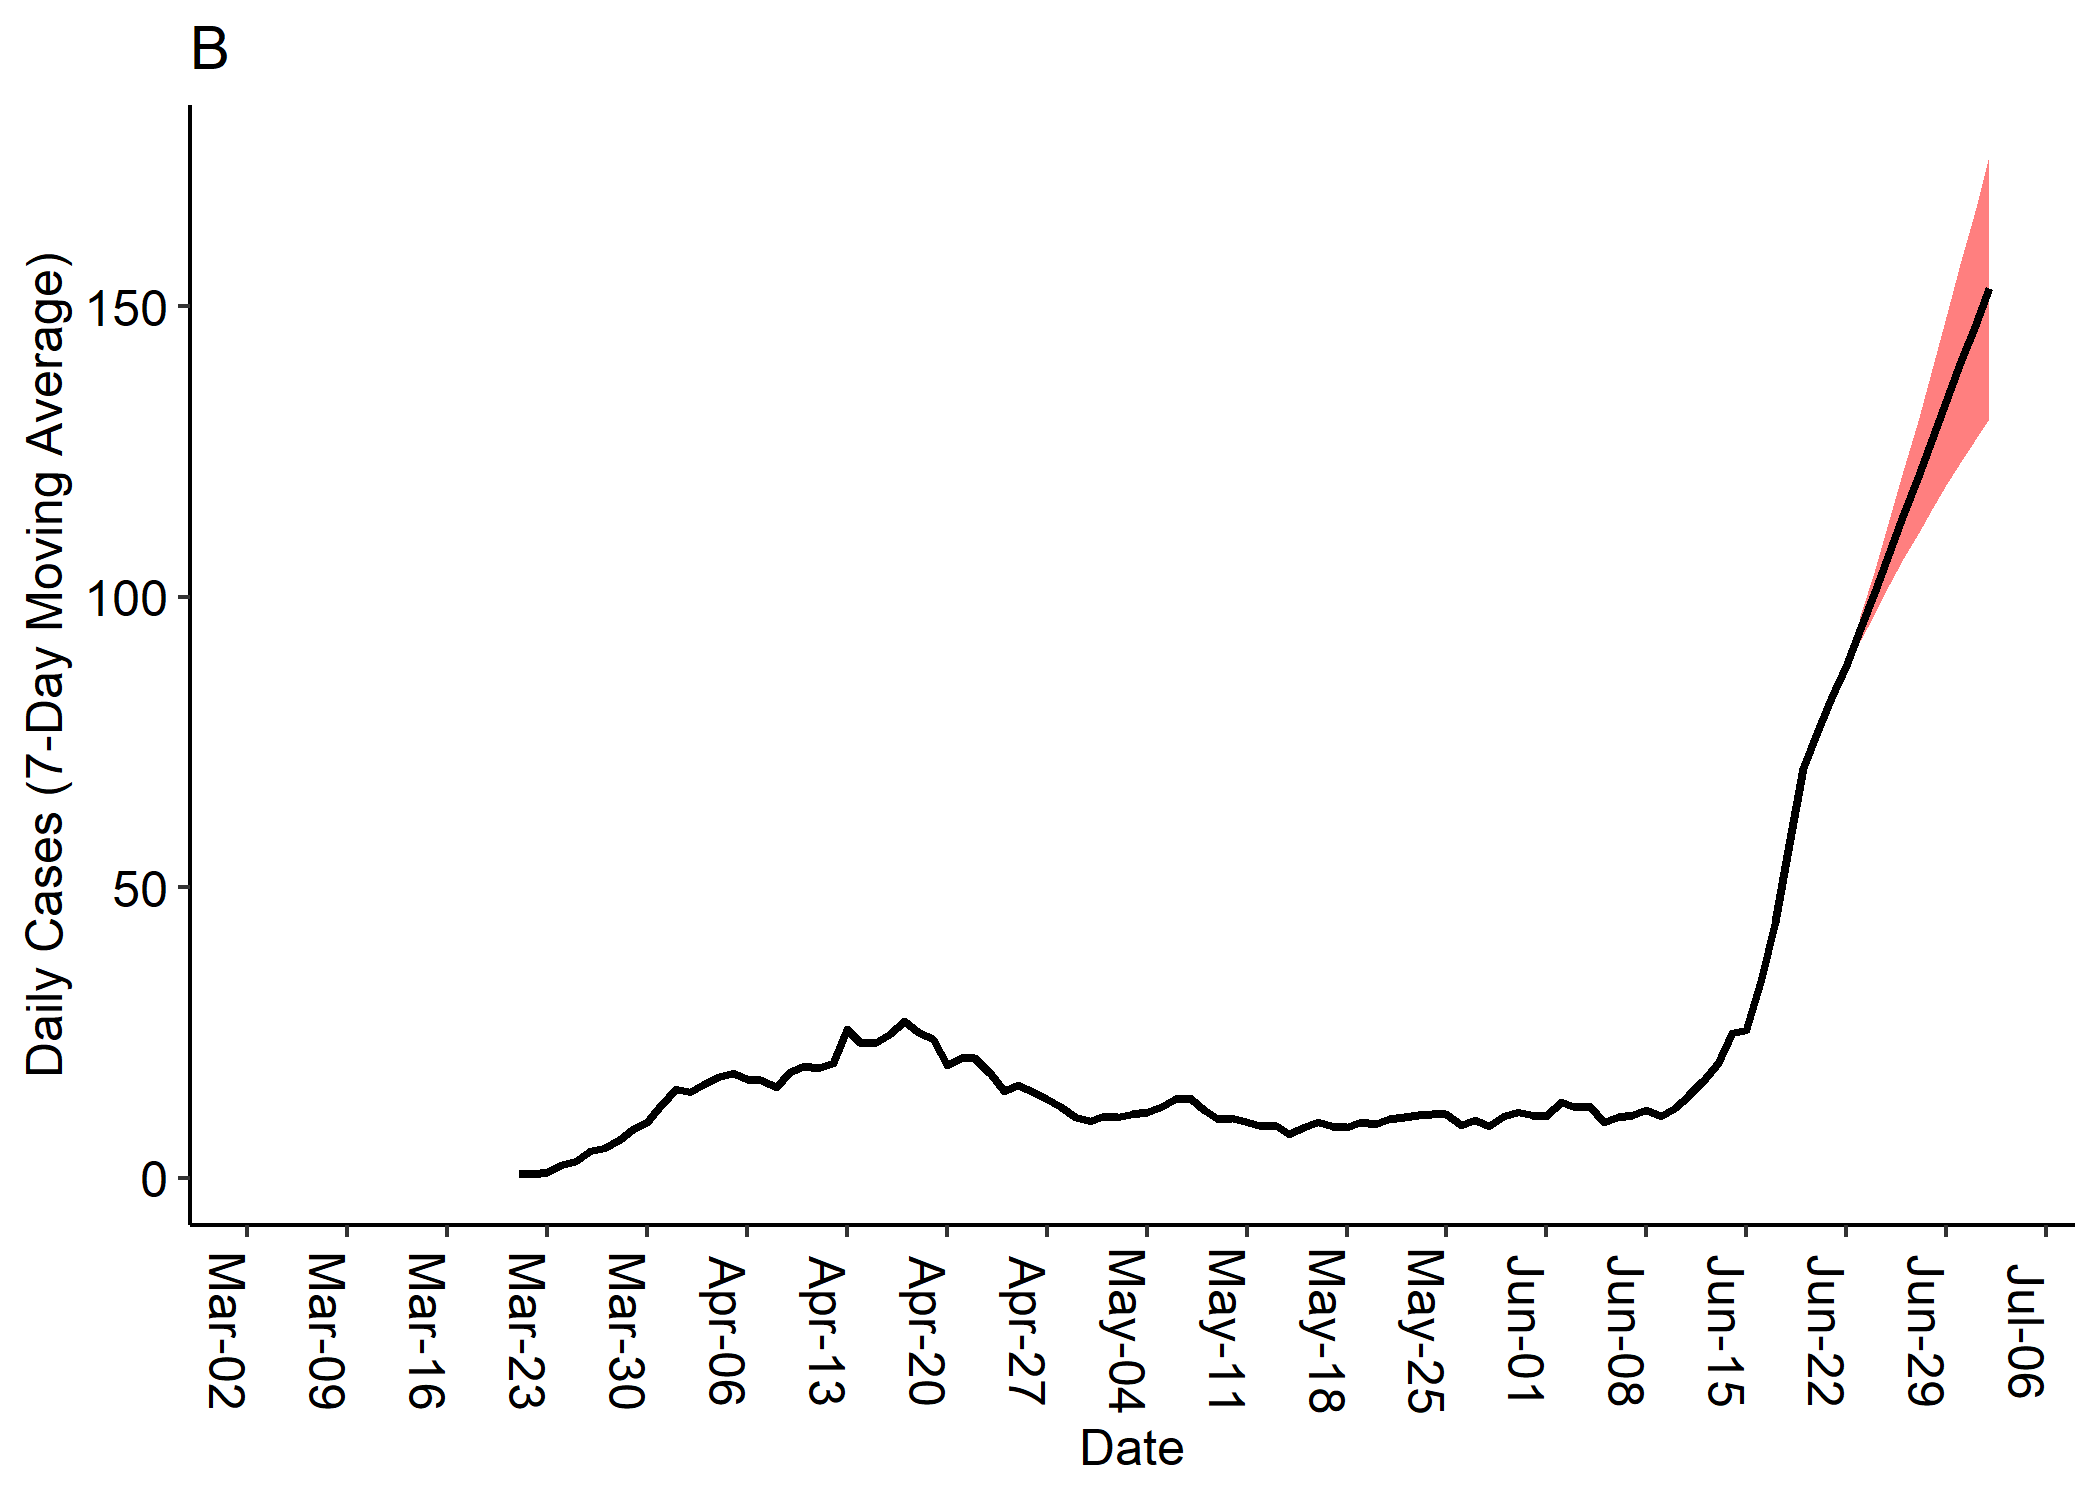 B
Daily Cases (7-Day Moving Average)
150
100
50
0
Mar-02
Mar-09
Mar-16
Mar-23
Mar-30
Apr-06
Apr-13
Apr-20
Apr-27
May-04
May-11
May-18
May-25
Jun-01
Jun-08
Jun-15
Jun-22
Jun-29
Jul-06
Date